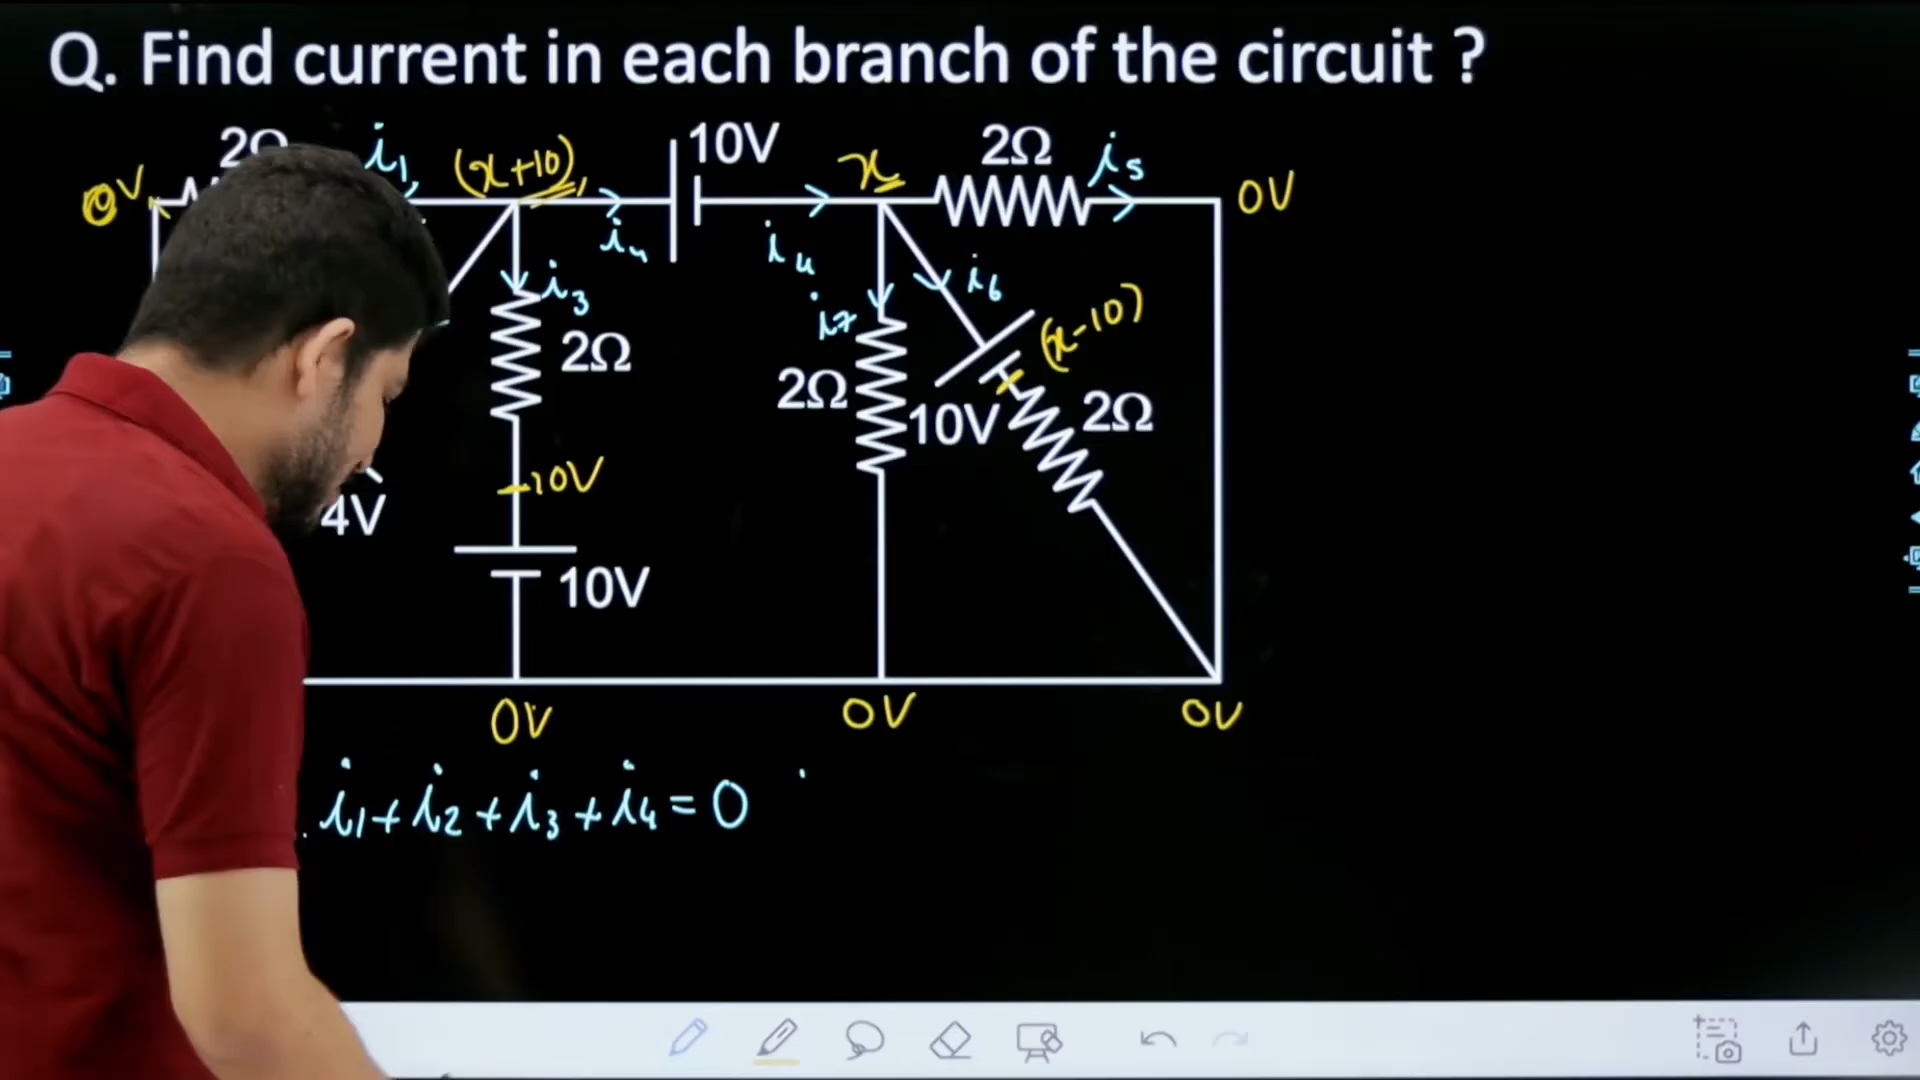 Q. Find current in each branch of the circuit ?
2Ω i₁ (x+10) 10V x 2Ω i₅
0V 0V
i₄ i₄ i₆
i₃ i₇ (x-10)
2Ω 2Ω 10V 2Ω
10V
4V
10V
0V 0V 0V
i₁+i₂+i₃+i₄=0